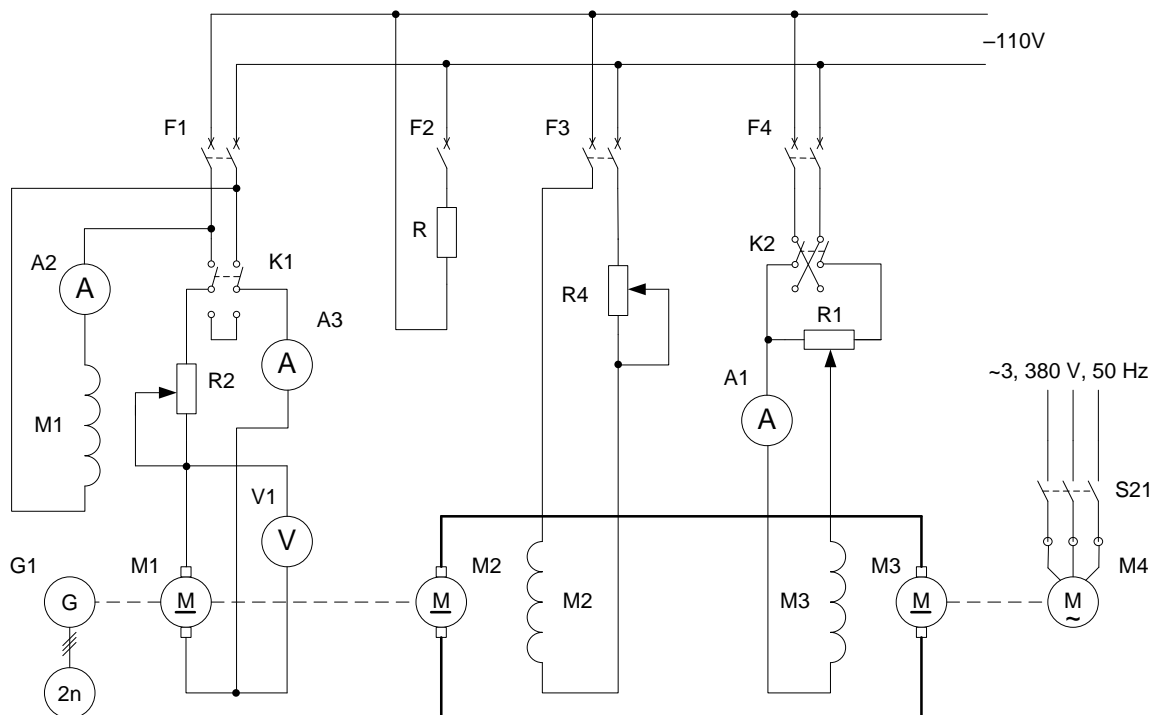 –110V
F1
F2
F3
F4
R
K1
K2
A2
A
A3
A
R4
R1
R2
A1
A
~3, 380 V, 50 Hz
M1
V1
V
S21
G1
G
M1
M
M2
M
M2
M3
M3
M
M4
M
~
2n